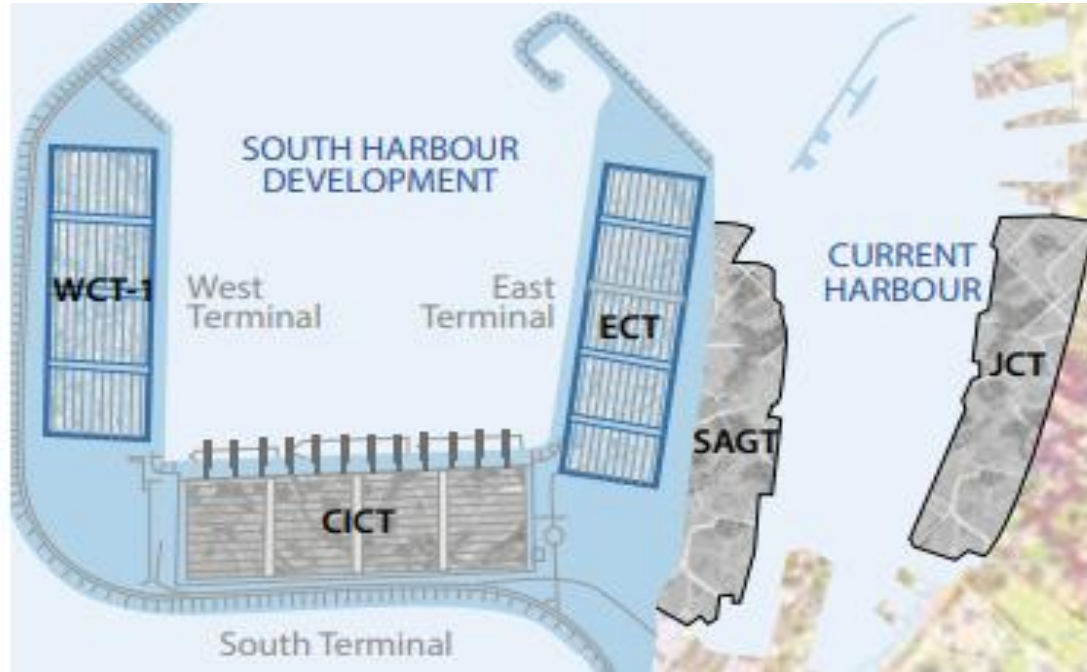 SOUTH HARBOUR
DEVELOPMENT
CURRENT
HARBOUR
WCT-1
West
Terminal
East
Terminal
ECT
JCT
SAGT
CICT
South Terminal